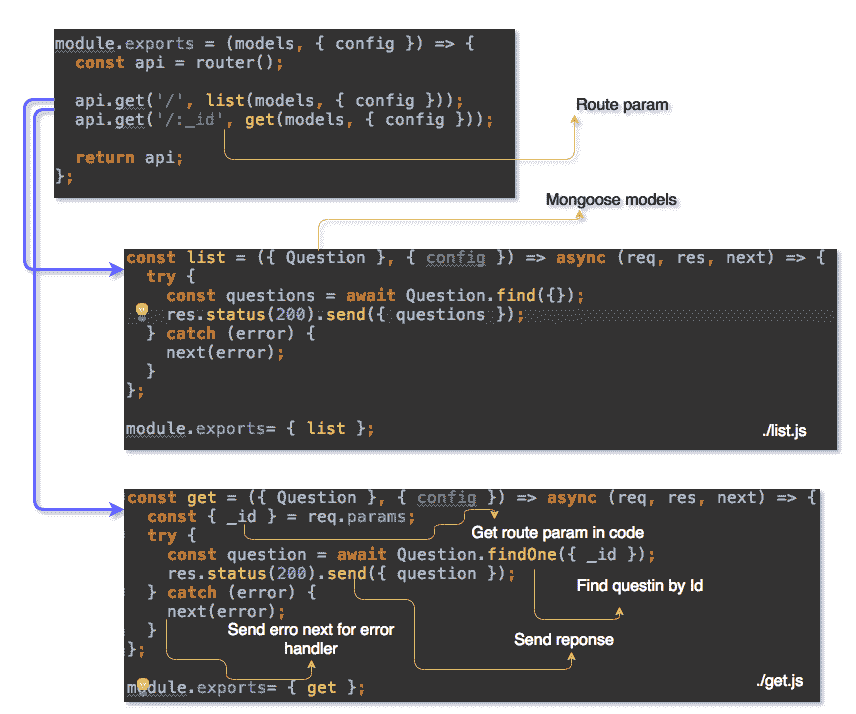 module.exports = (models, { config }) => {
const api = router();
api.get('/', list(models, { config }));
api.get('/:_id', get(models, { config }));
return api;
};
Route param
Mongoose models
const list = ({ Question }, { config }) => async (req, res, next) => {
try {
const questions = await Question.find({});
res.status(200).send({ questions });
} catch (error) {
next(error);
}
};
module.exports= { list };
./list.js
const get = ({ Question }, { config }) => async (req, res, next) => {
const { _id } = req.params;
Get route param in code
try {
const question = await Question.findOne({ _id });
res.status(200).send({ question });
Find questin by Id
} catch (error) {
next(error);
Send erro next for error
handler
Send reponse
}
};
module.exports= { get };
./get.js